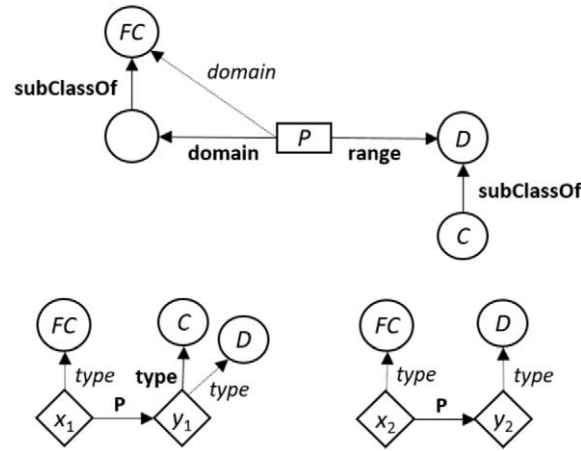 FC
domain
subClassOf
P
domain
range
D
subClassOf
C
FC
C
D
type
type
type
x1
P
y1
FC
D
type
type
x2
P
y2